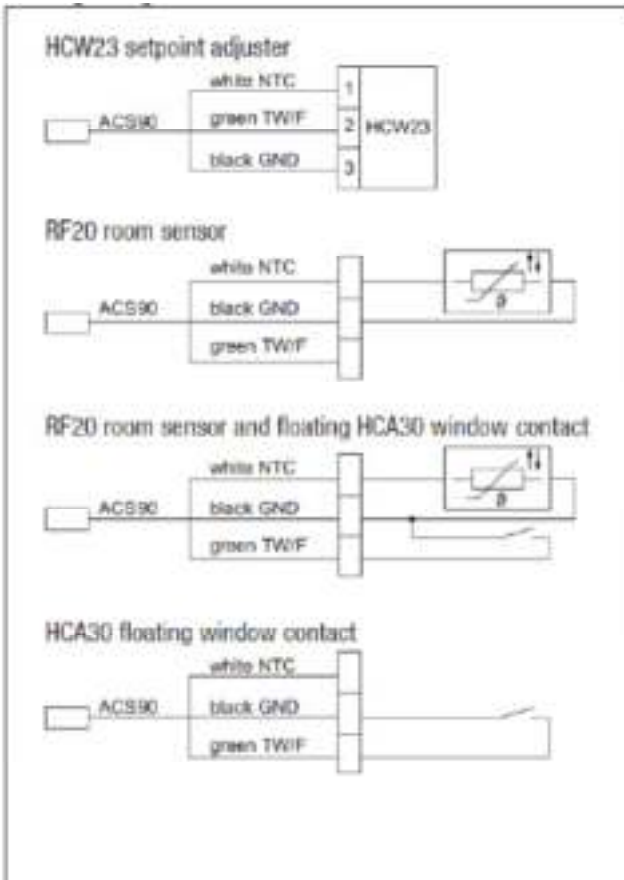 HCW23 setpoint adjuster
white NTC
1
ACS90
green TW/F
2
HCW23
black GND
3
RF20 room sensor
white NTC
ACS90
black GND
green TW/F
ϑ
RF20 room sensor and floating HCA30 window contact
white NTC
ACS90
black GND
green TW/F
ϑ
HCA30 floating window contact
white NTC
ACS90
black GND
green TW/F